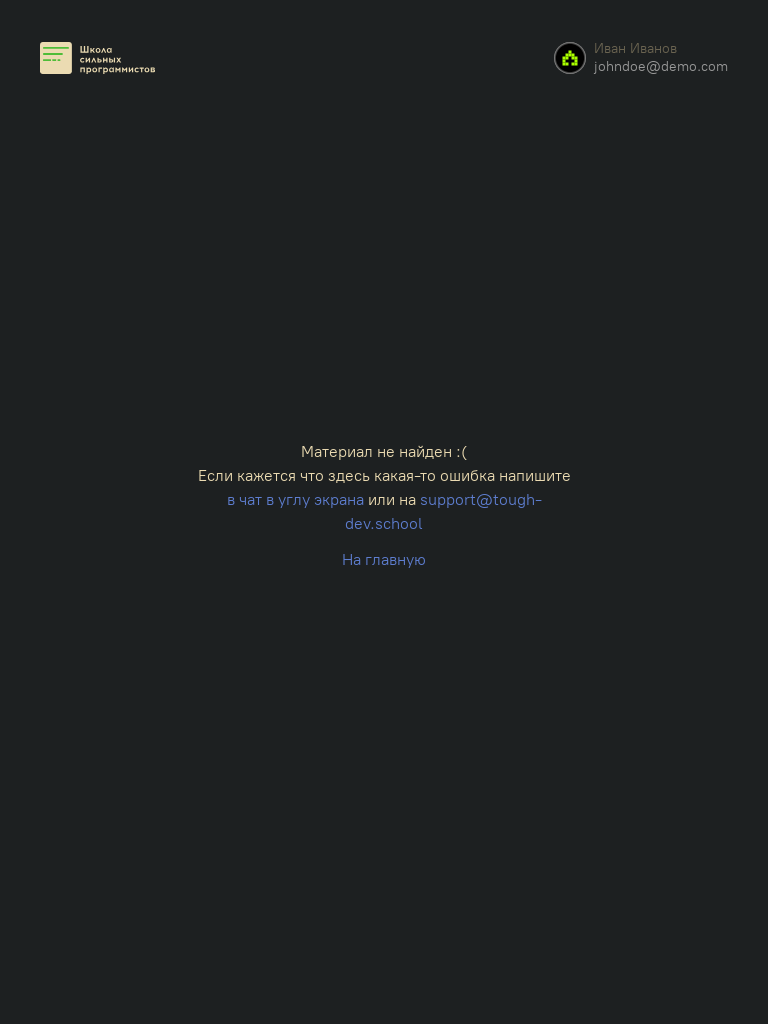 Школа
сильных
программистов
Иван Иванов
johndoe@demo.com
Материал не найден :(
Если кажется что здесь какая-то ошибка напишите
в чат в углу экрана или на support@tough-
dev.school
На главную